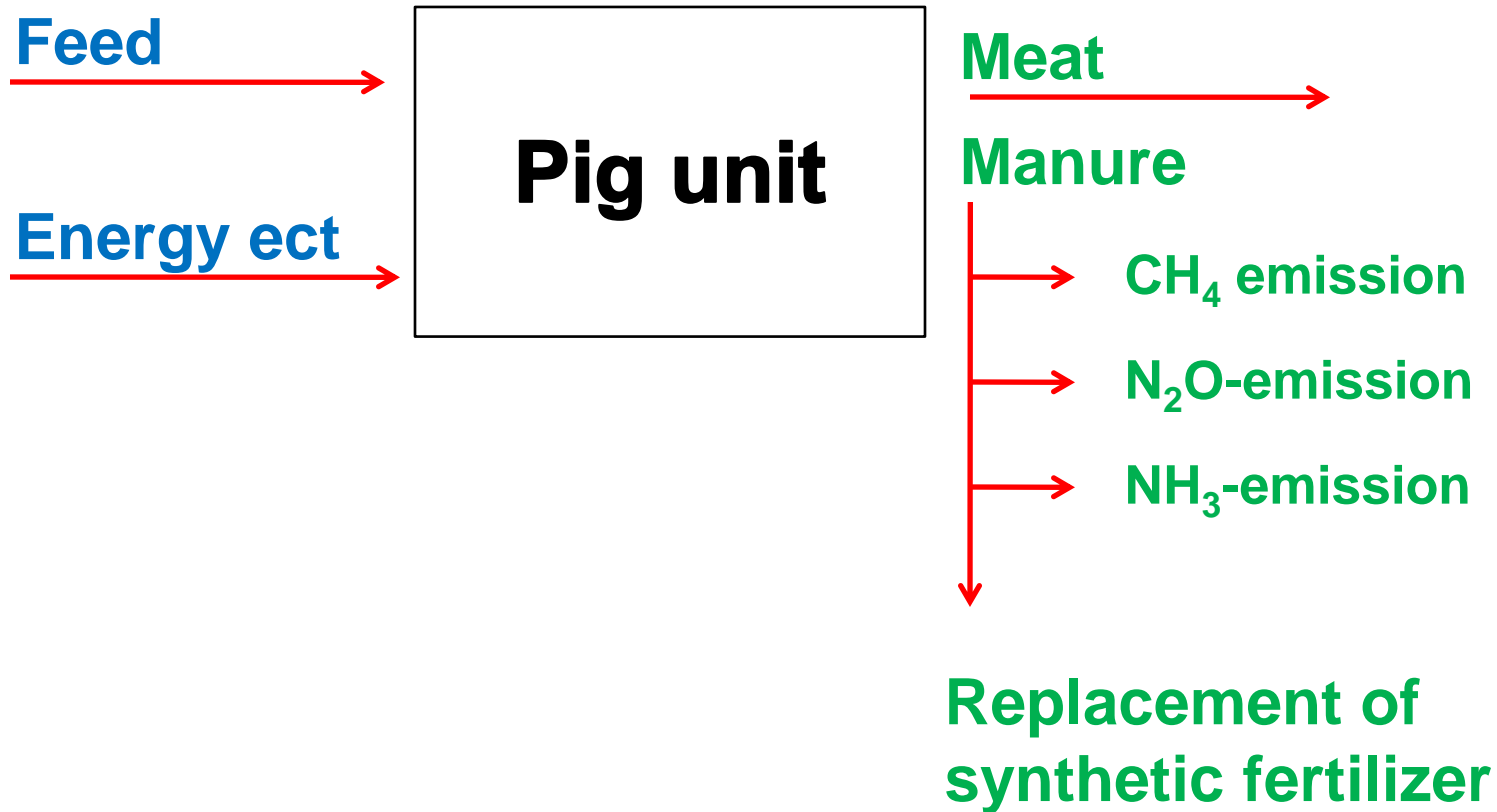 Feed
Energy ect
Pig unit
Meat
Manure
CH₄ emission
N₂O-emission
NH₃-emission
Replacement of
synthetic fertilizer